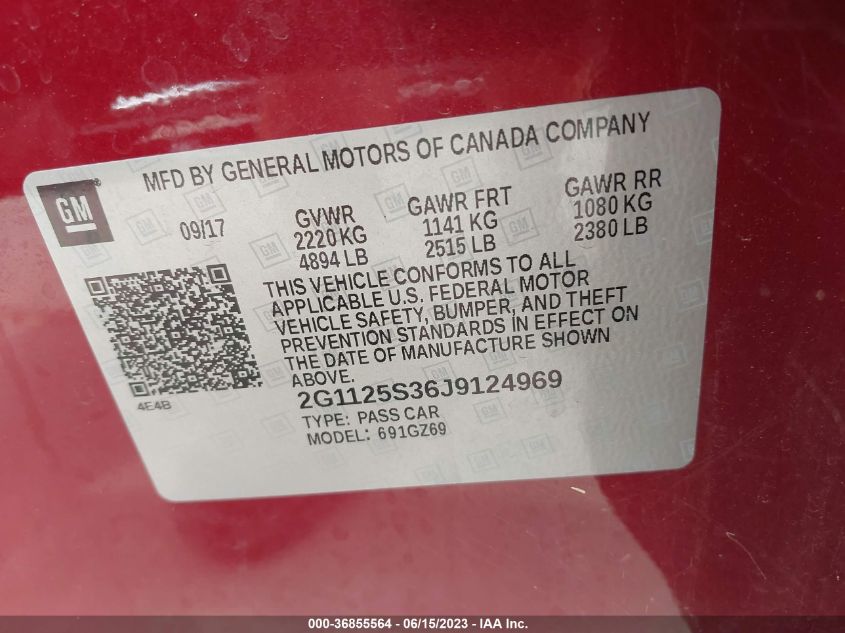 MFD BY GENERAL MOTORS OF CANADA COMPANY
GM
®
09/17
GVWR
2220 KG
4894 LB
GAWR FRT
1141 KG
2515 LB
GAWR RR
1080 KG
2380 LB
THIS VEHICLE CONFORMS TO ALL
APPLICABLE U.S. FEDERAL MOTOR
VEHICLE SAFETY, BUMPER, AND THEFT
PREVENTION STANDARDS IN EFFECT ON
THE DATE OF MANUFACTURE SHOWN
ABOVE.
4E4B
2G1125S36J9124969
TYPE: PASS CAR
MODEL: 691GZ69
000-36855564 - 06/15/2023 - IAA Inc.